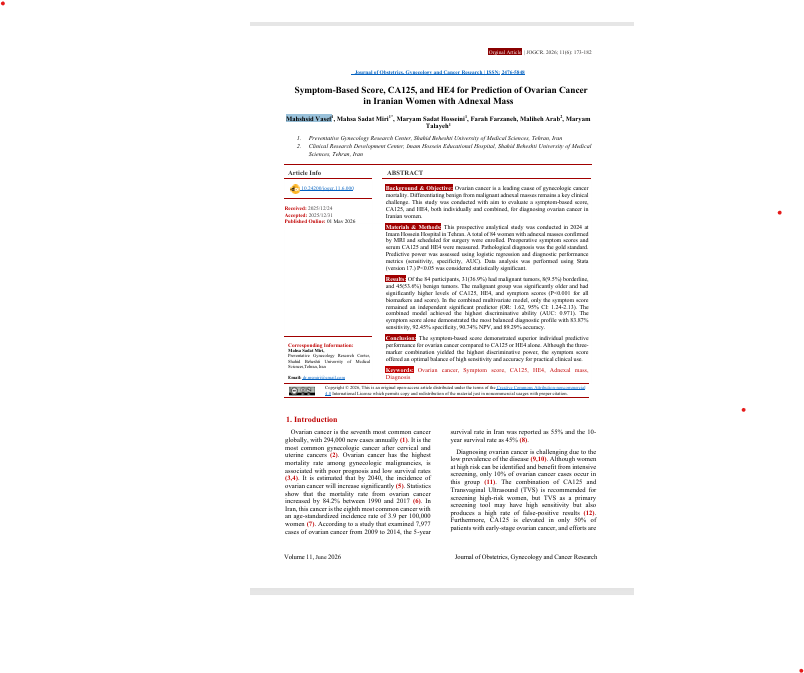 Orginal Article | JOGCR. 2026; 11(6): 173-182
Journal of Obstetrics, Gynecology and Cancer Research | ISSN: 2476-5848
Symptom-Based Score, CA125, and HE4 for Prediction of Ovarian Cancer
in Iranian Women with Adnexal Mass
Mahshsid Vasef¹, Mahsa Sadat Miri¹*, Maryam Sadat Hosseini¹, Farah Farzaneh, Maliheh Arab², Maryam
Talayeh¹
1. Preventative Gynecology Research Center, Shahid Beheshti University of Medical Sciences, Tehran, Iran
2. Clinical Research Development Center, Imam Hossein Educational Hospital, Shahid Beheshti University of Medical
Sciences, Tehran, Iran
Article Info
Received: 2025/12/24
Accepted: 2025/12/31
Published Online: 01 May 2026
Corresponding Information:
Mahsa Sadat Miri,
Preventative Gynecology Research Center,
Shahid Beheshti University of Medical
Sciences, Tehran, Iran
Email:
ABSTRACT
Background & Objective: Ovarian cancer is a leading cause of gynecologic cancer
mortality. Differentiating benign from malignant adnexal masses remains a key clinical
challenge. This study was conducted with aim to evaluate a symptom-based score,
CA125, and HE4, both individually and combined, for diagnosing ovarian cancer in
Iranian women.
Materials & Methods: This prospective analytical study was conducted in 2024 at
Imam Hossein Hospital in Tehran. A total of 84 women with adnexal masses confirmed
by MRI and scheduled for surgery were enrolled. Preoperative symptom scores and
serum CA125 and HE4 were measured. Pathological diagnosis was the gold standard.
Predictive power was assessed using logistic regression and diagnostic performance
metrics (sensitivity, specificity, AUC). Data analysis was performed using Stata
(version 17.) P<0.05 was considered statistically significant.
Results: Of the 84 participants, 31(36.9%) had malignant tumors, 8(9.5%) borderline,
and 45(53.6%) benign tumors. The malignant group was significantly older and had
significantly higher levels of CA125, HE4, and symptom scores (P<0.001 for all
biomarkers and score). In the combined multivariate model, only the symptom score
remained an independent significant predictor (OR: 1.62, 95% CI: 1.24-2.13). The
combined model achieved the highest discriminative ability (AUC: 0.971). The
symptom score alone demonstrated the most balanced diagnostic profile with 83.87%
sensitivity, 92.45% specificity, 90.74% NPV, and 89.29% accuracy.
Conclusion: The symptom-based score demonstrated superior individual predictive
performance for ovarian cancer compared to CA125 or HE4 alone. Although the three-
marker combination yielded the highest discriminatory power, the symptom score
offered an optimal balance of high sensitivity and accuracy for practical clinical use.
Keywords: Ovarian cancer, Symptom score, CA125, HE4, Adnexal mass,
Diagnosis
Copyright © 2026, This is an original open-access article distributed under the terms of the Creative Commons Attribution-noncommercial
4.0 International License which permits copy and redistribution of the material just in noncommercial usages with proper citation.
1. Introduction
Ovarian cancer is the seventh most common cancer
globally, with 294,000 new cases annually (1). It is the
most common gynecologic cancer after cervical and
uterine cancers (2). Ovarian cancer has the highest
mortality rate among gynecologic malignancies, is
associated with poor prognosis and low survival rates
(3,4). It is estimated that by 2040, the incidence of
ovarian cancer will increase significantly (5). Statistics
show that the mortality rate from ovarian cancer
increased by 84.2% between 1990 and 2017 (6). In
Iran, this cancer is the eighth most common cancer with
an age-standardized incidence rate of 3.9 per 100,000
women (7). According to a study that examined 7,977
cases of ovarian cancer from 2009 to 2014, the 5-year
survival rate in Iran was reported as 55% and the 10-
year survival rate as 45% (8).
Diagnosing ovarian cancer is challenging due to the
low prevalence of the disease (9,10). Although women
at high risk can be identified and benefit from intensive
screening, only 10% of ovarian cancer cases occur in
this group (11). The combination of CA125 and
Transvaginal Ultrasound (TVS) is recommended for
screening high-risk women, but TVS as a primary
screening tool may have high sensitivity but also
produces a high rate of false-positive results (12).
Furthermore, CA125 is elevated in only 50% of
patients with early-stage ovarian cancer, and efforts are
Volume 11, June 2026
Journal of Obstetrics, Gynecology and Cancer Research